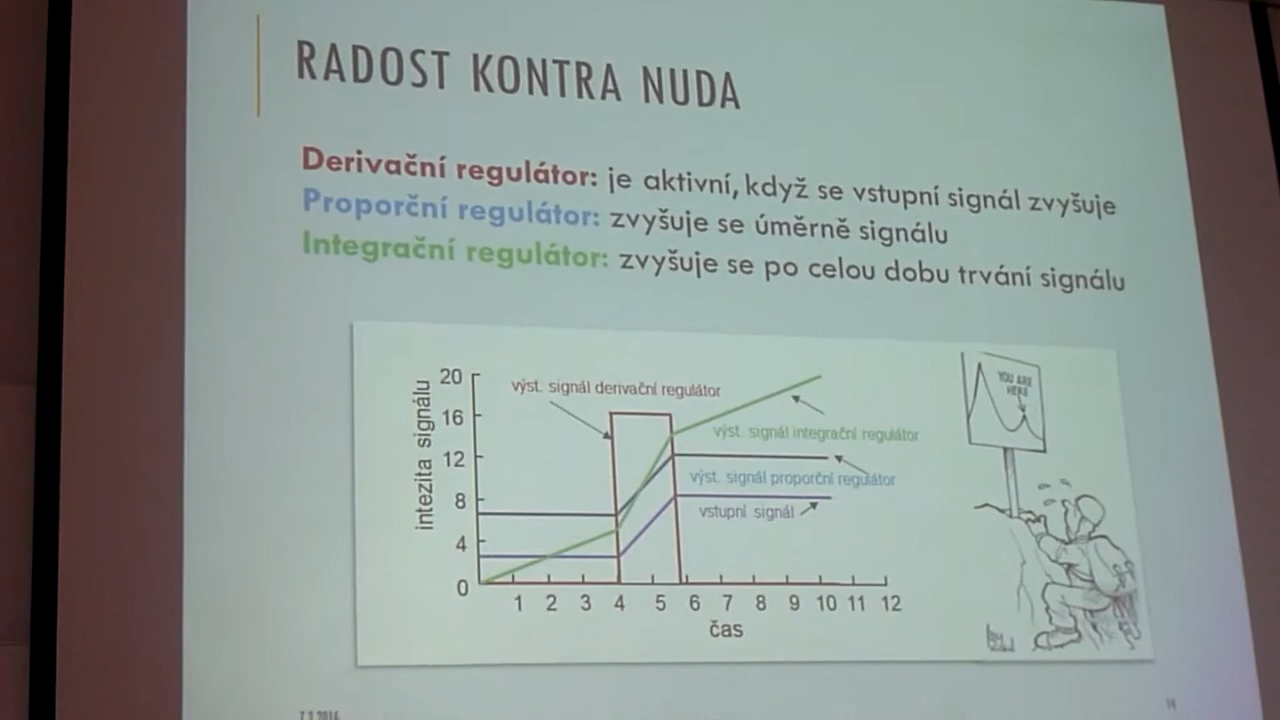 RADOST KONTRA NUDA
Derivační regulátor: je aktivní, když se vstupní signál zvyšuje
Proporční regulátor: zvyšuje se úměrně signálu
Integrační regulátor: zvyšuje se po celou dobu trvání signálu
intezita signálu
20
16
12
8
4
0
výst. signál derivační regulátor
výst. signál integrační regulátor
výst. signál proporční regulátor
vstupní signál
1 2 3 4 5 6 7 8 9 10 11 12
čas
YOU ARE
HERE